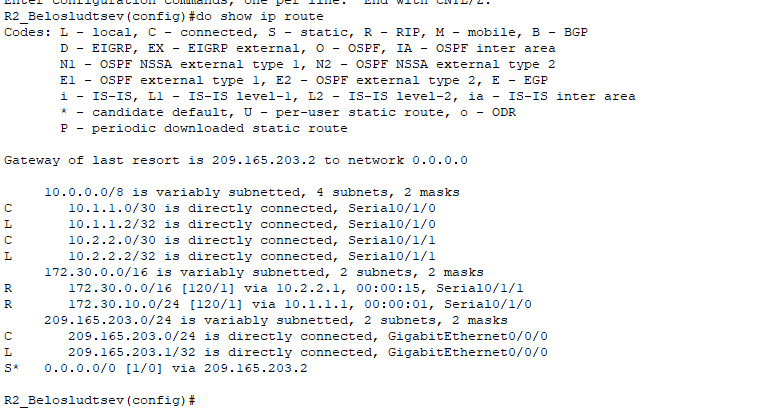 Enter configuration commands, one per line.  End with CNTL/Z.
R2_Belosludtsev(config)#do show ip route
Codes: L - local, C - connected, S - static, R - RIP, M - mobile, B - BGP
       D - EIGRP, EX - EIGRP external, O - OSPF, IA - OSPF inter area
       N1 - OSPF NSSA external type 1, N2 - OSPF NSSA external type 2
       E1 - OSPF external type 1, E2 - OSPF external type 2, E - EGP
       i - IS-IS, L1 - IS-IS level-1, L2 - IS-IS level-2, ia - IS-IS inter area
       * - candidate default, U - per-user static route, o - ODR
       P - periodic downloaded static route
Gateway of last resort is 209.165.203.2 to network 0.0.0.0
     10.0.0.0/8 is variably subnetted, 4 subnets, 2 masks
C       10.1.1.0/30 is directly connected, Serial0/1/0
L       10.1.1.2/32 is directly connected, Serial0/1/0
C       10.2.2.0/30 is directly connected, Serial0/1/1
L       10.2.2.2/32 is directly connected, Serial0/1/1
     172.30.0.0/16 is variably subnetted, 2 subnets, 2 masks
R       172.30.0.0/16 [120/1] via 10.2.2.1, 00:00:15, Serial0/1/1
R       172.30.10.0/24 [120/1] via 10.1.1.1, 00:00:01, Serial0/1/0
     209.165.203.0/24 is variably subnetted, 2 subnets, 2 masks
C       209.165.203.0/24 is directly connected, GigabitEthernet0/0/0
L       209.165.203.1/32 is directly connected, GigabitEthernet0/0/0
S*   0.0.0.0/0 [1/0] via 209.165.203.2
R2_Belosludtsev(config)#